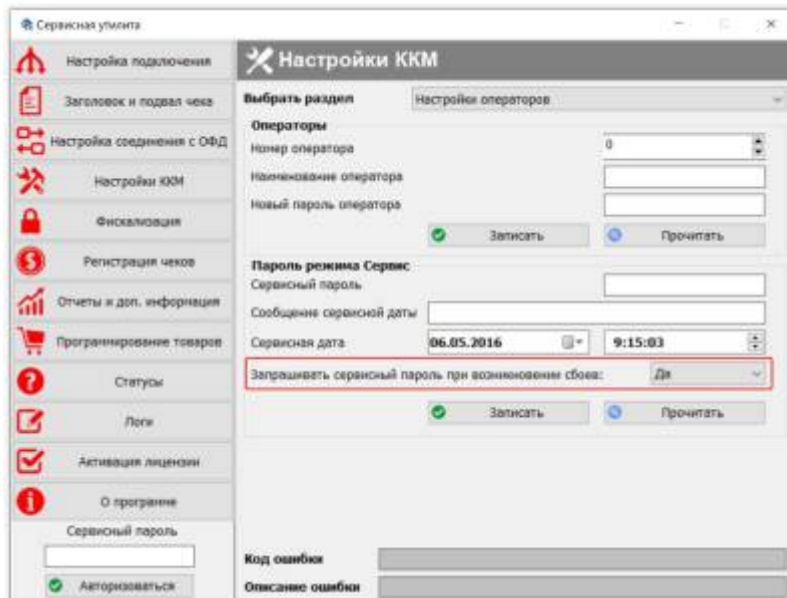 Сервисная утилита
Настройка подключения
Заголовок и подвал чека
Настройка соединения с ОФД
Настройки ККМ
Фискализация
Регистрация чеков
Отчеты и доп. информация
Программирование товаров
Статусы
Логи
Активация лицензии
О программе
Сервисный пароль
Авторизоваться
Настройки ККМ
Выбрать раздел Настройки операторов
Операторы
Номер оператора 0
Наименование оператора
Новый пароль оператора
Записать Прочитать
Пароль режима Сервис
Сервисный пароль
Сообщение сервисной даты
Сервисная дата 06.05.2016 9:15:03
Запрашивать сервисный пароль при возникновении сбоев: Да
Записать Прочитать
Код ошибки
Описание ошибки